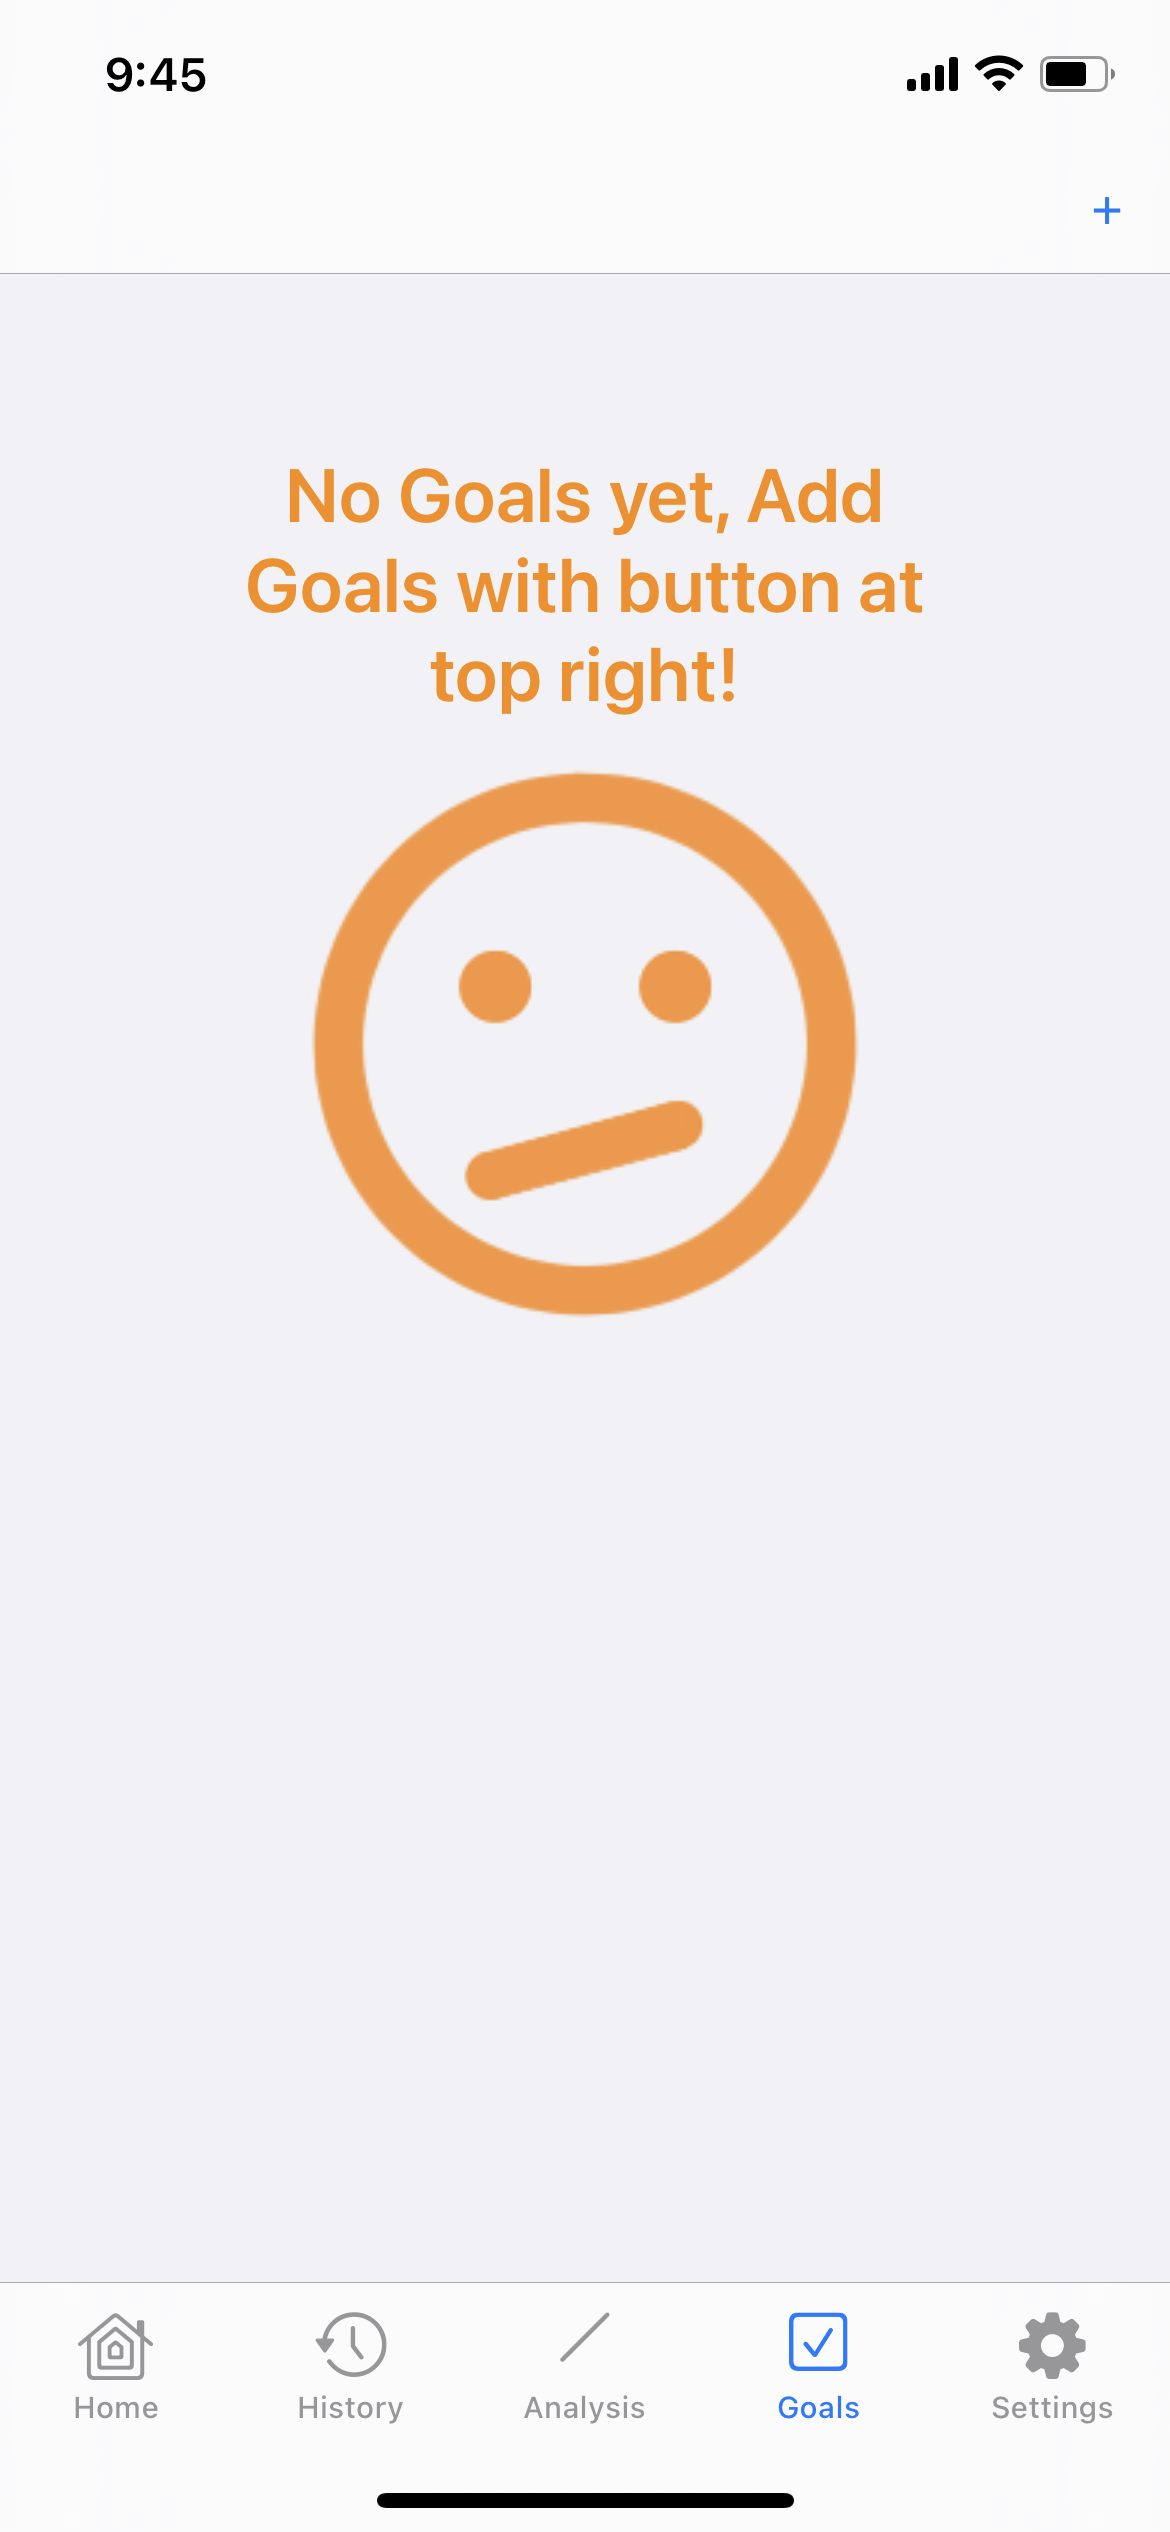 9:45
+
No Goals yet, Add
Goals with button at
top right!
Home
History
Analysis
Goals
Settings